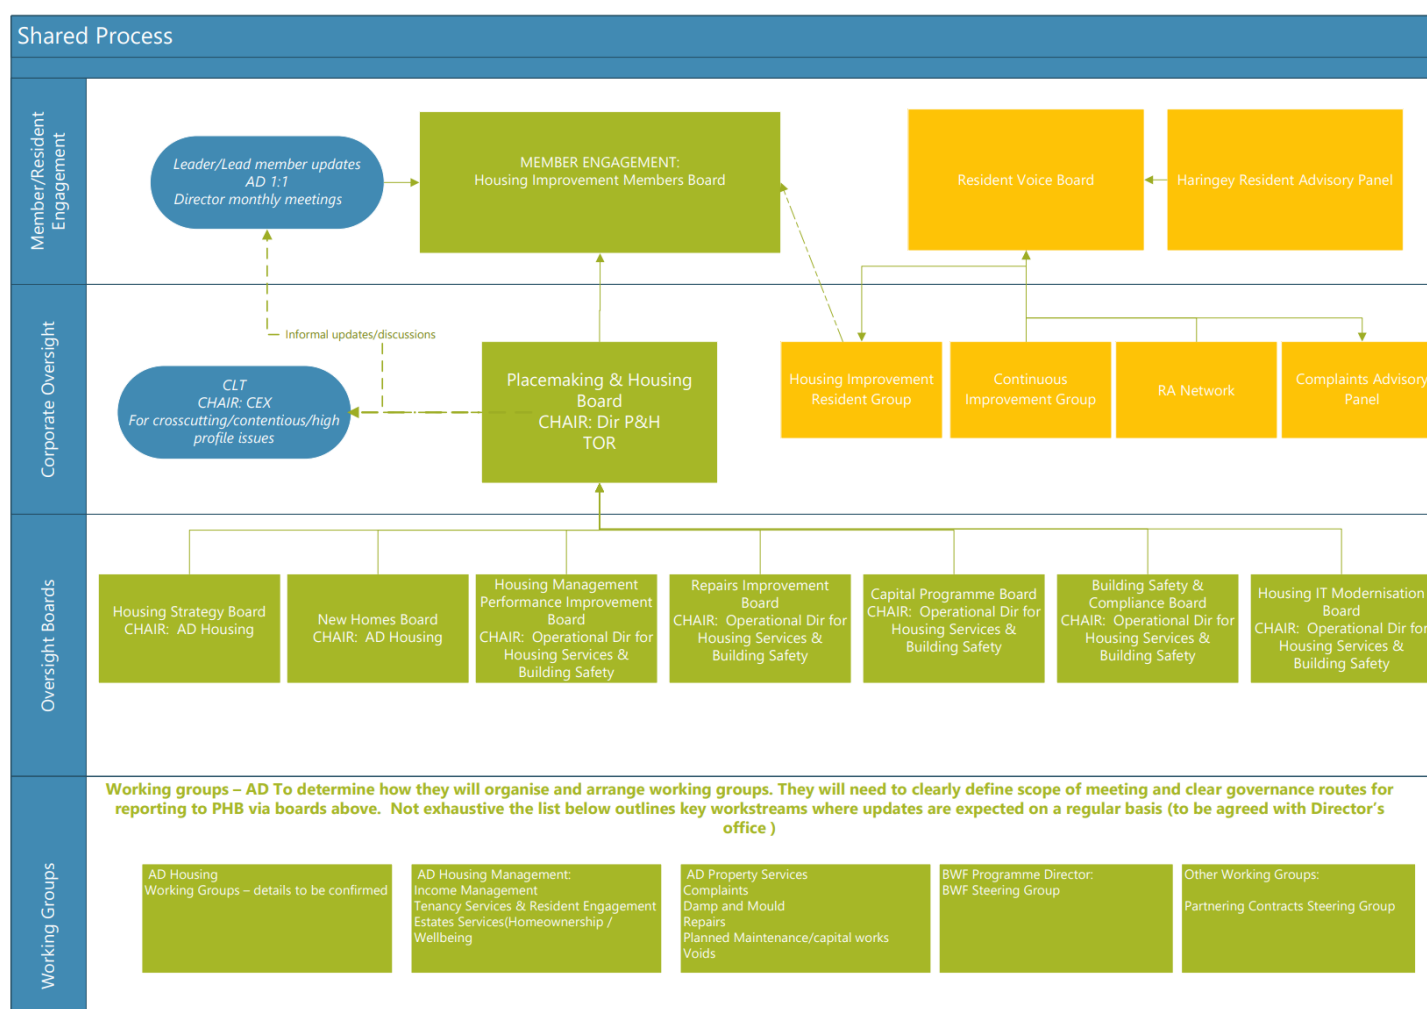 Shared Process
Member/Resident
Engagement
Leader/Lead member updates
AD 1:1
Director monthly meetings
MEMBER ENGAGEMENT:
Housing Improvement Members Board
Resident Voice Board
Haringey Resident Advisory Panel
Corporate Oversight
Informal updates/discussions
CLT
CHAIR: CEX
For crosscutting/contentious/high
profile issues
Placemaking & Housing
Board
CHAIR: Dir P&H
TOR
Housing Improvement
Resident Group
Continuous
Improvement Group
RA Network
Complaints Advisory
Panel
Oversight Boards
Housing Strategy Board
CHAIR:  AD Housing
New Homes Board
CHAIR:  AD Housing
Housing Management
Performance Improvement
Board
CHAIR:  Operational Dir for
Housing Services &
Building Safety
Repairs Improvement
Board
CHAIR:  Operational Dir for
Housing Services &
Building Safety
Capital Programme Board
CHAIR:  Operational Dir for
Housing Services &
Building Safety
Building Safety &
Compliance Board
CHAIR:  Operational Dir for
Housing Services &
Building Safety
Housing IT Modernisation
Board
CHAIR:  Operational Dir for
Housing Services &
Building Safety
Working Groups
Working groups – AD To determine how they will organise and arrange working groups. They will need to clearly define scope of meeting and clear governance routes for
reporting to PHB via boards above.  Not exhaustive the list below outlines key workstreams where updates are expected on a regular basis (to be agreed with Director's
office )
AD Housing
Working Groups – details to be confirmed
AD Housing Management:
Income Management
Tenancy Services & Resident Engagement
Estates Services(Homeownership /
Wellbeing
AD Property Services
Complaints
Damp and Mould
Repairs
Planned Maintenance/capital works
Voids
BWF Programme Director:
BWF Steering Group
Other Working Groups:
Partnering Contracts Steering Group